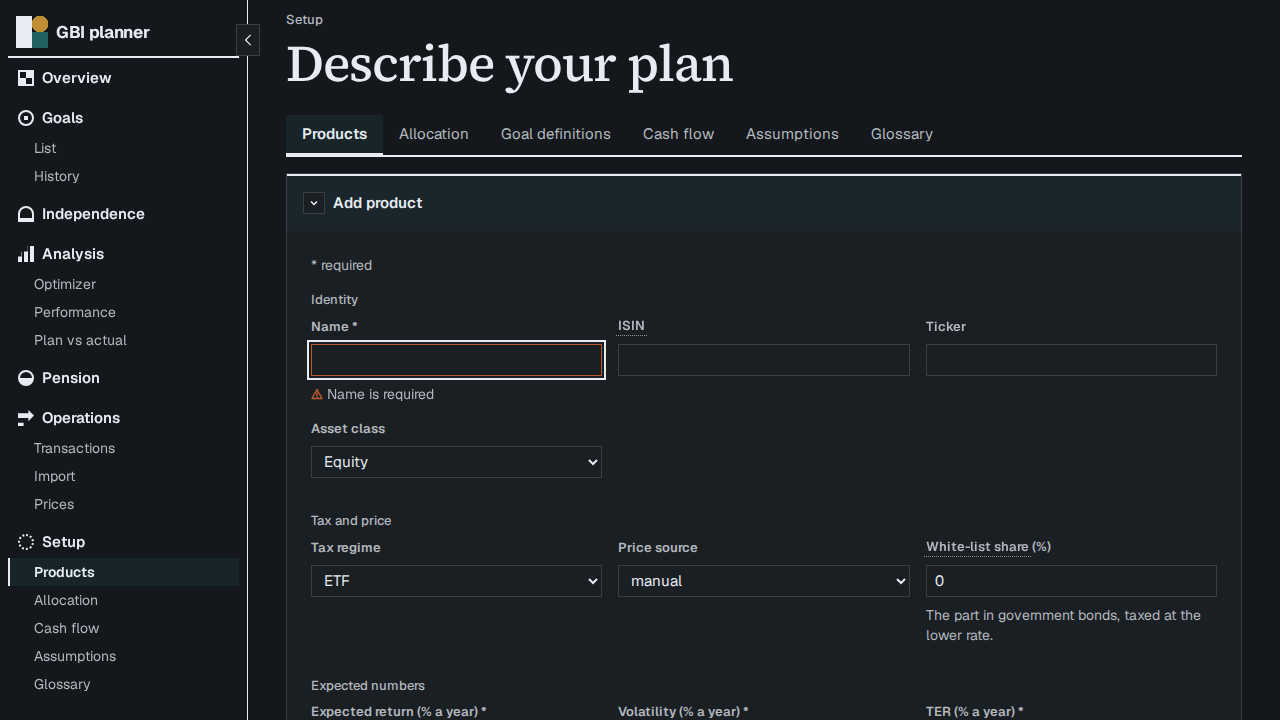 GBI planner
Overview
Goals
List
History
Independence
Analysis
Optimizer
Performance
Plan vs actual
Pension
Operations
Transactions
Import
Prices
Setup
Products
Allocation
Cash flow
Assumptions
Glossary
Setup
Describe your plan
Products Allocation Goal definitions Cash flow Assumptions Glossary
Add product
* required
Identity
Name * ISIN Ticker
Name is required
Asset class
Equity
Tax and price
Tax regime Price source White-list share (%)
ETF manual 0
The part in government bonds, taxed at the
lower rate.
Expected numbers
Expected return (% a year) * Volatility (% a year) * TER (% a year) *